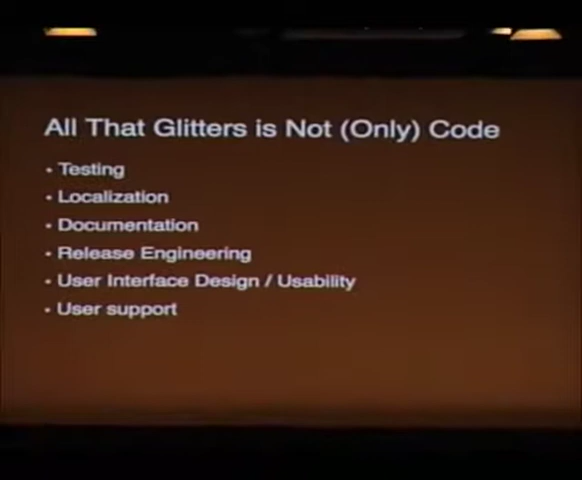 All That Glitters is Not (Only) Code
• Testing
• Localization
• Documentation
• Release Engineering
• User Interface Design / Usability
• User support